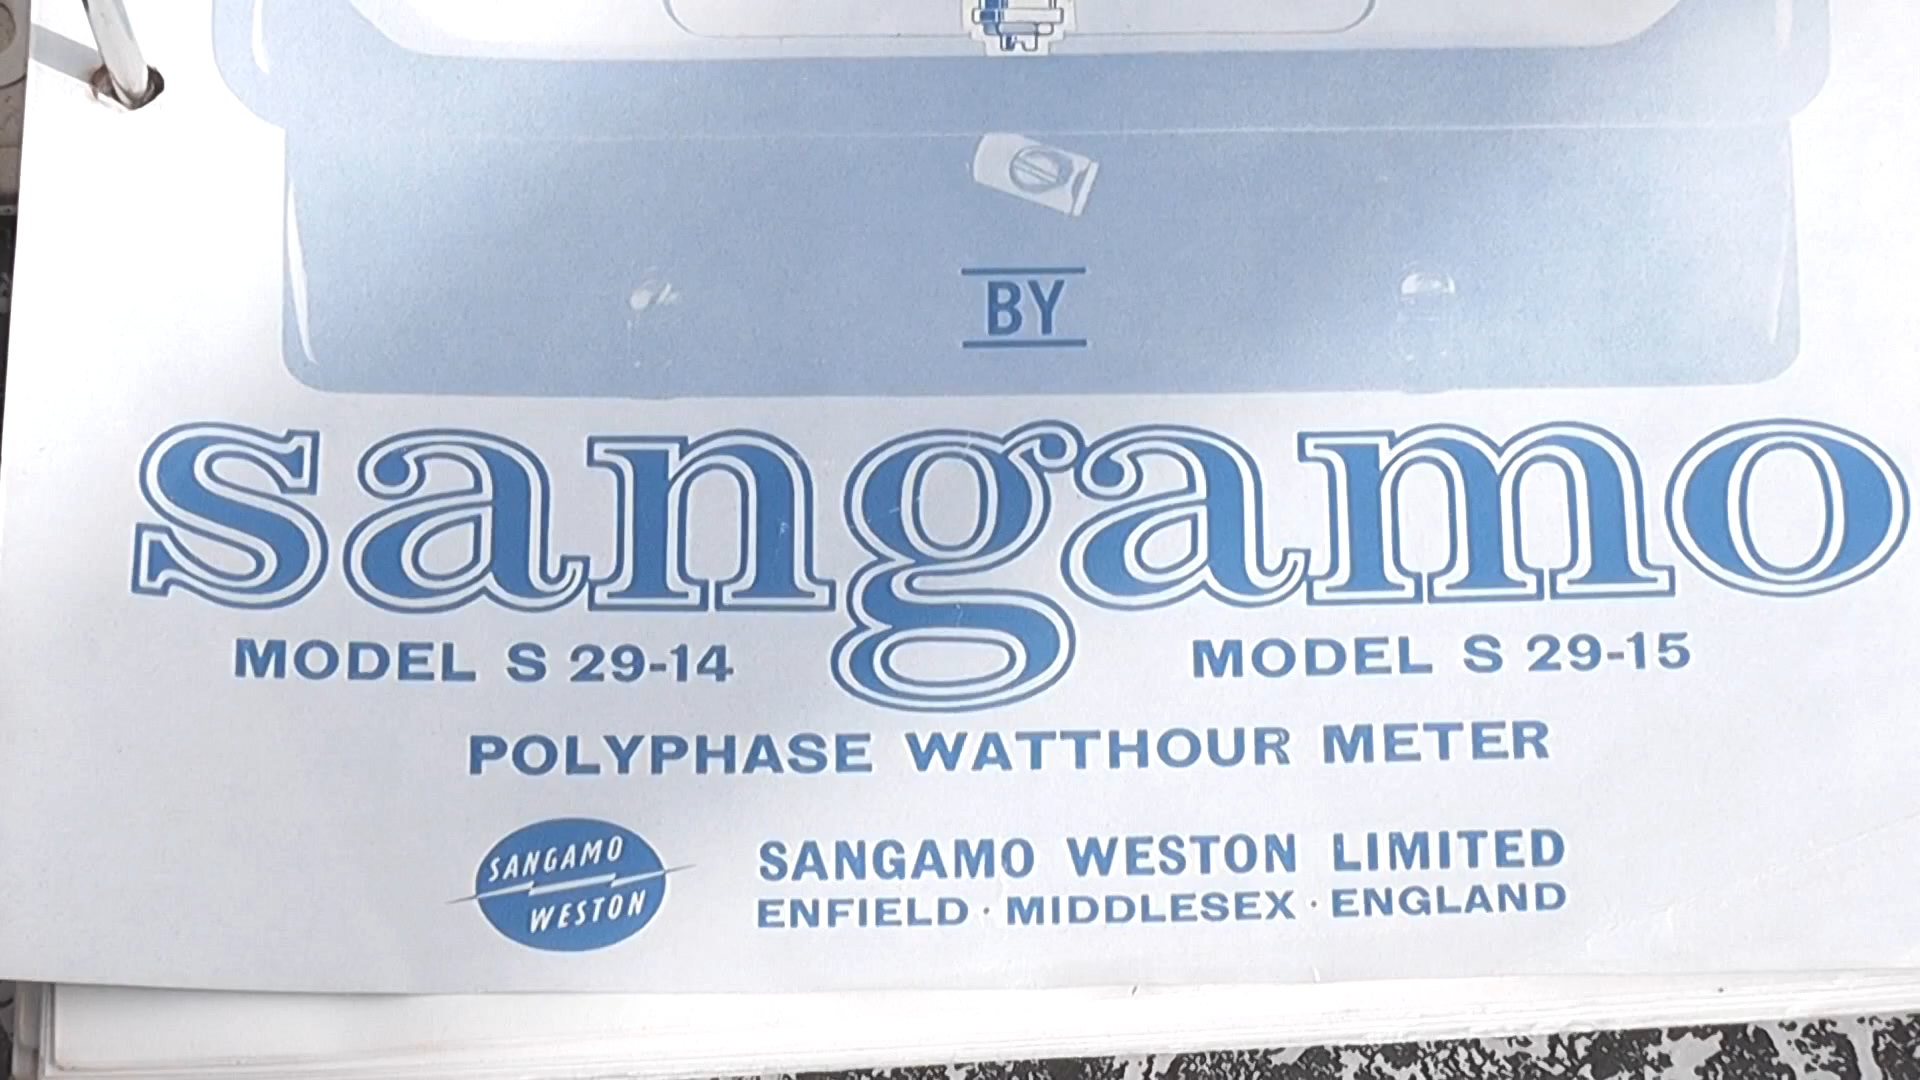 BY
sangamo
MODEL S 29-14
MODEL S 29-15
POLYPHASE WATTHOUR METER
SANGAMO
WESTON
SANGAMO WESTON LIMITED
ENFIELD · MIDDLESEX · ENGLAND